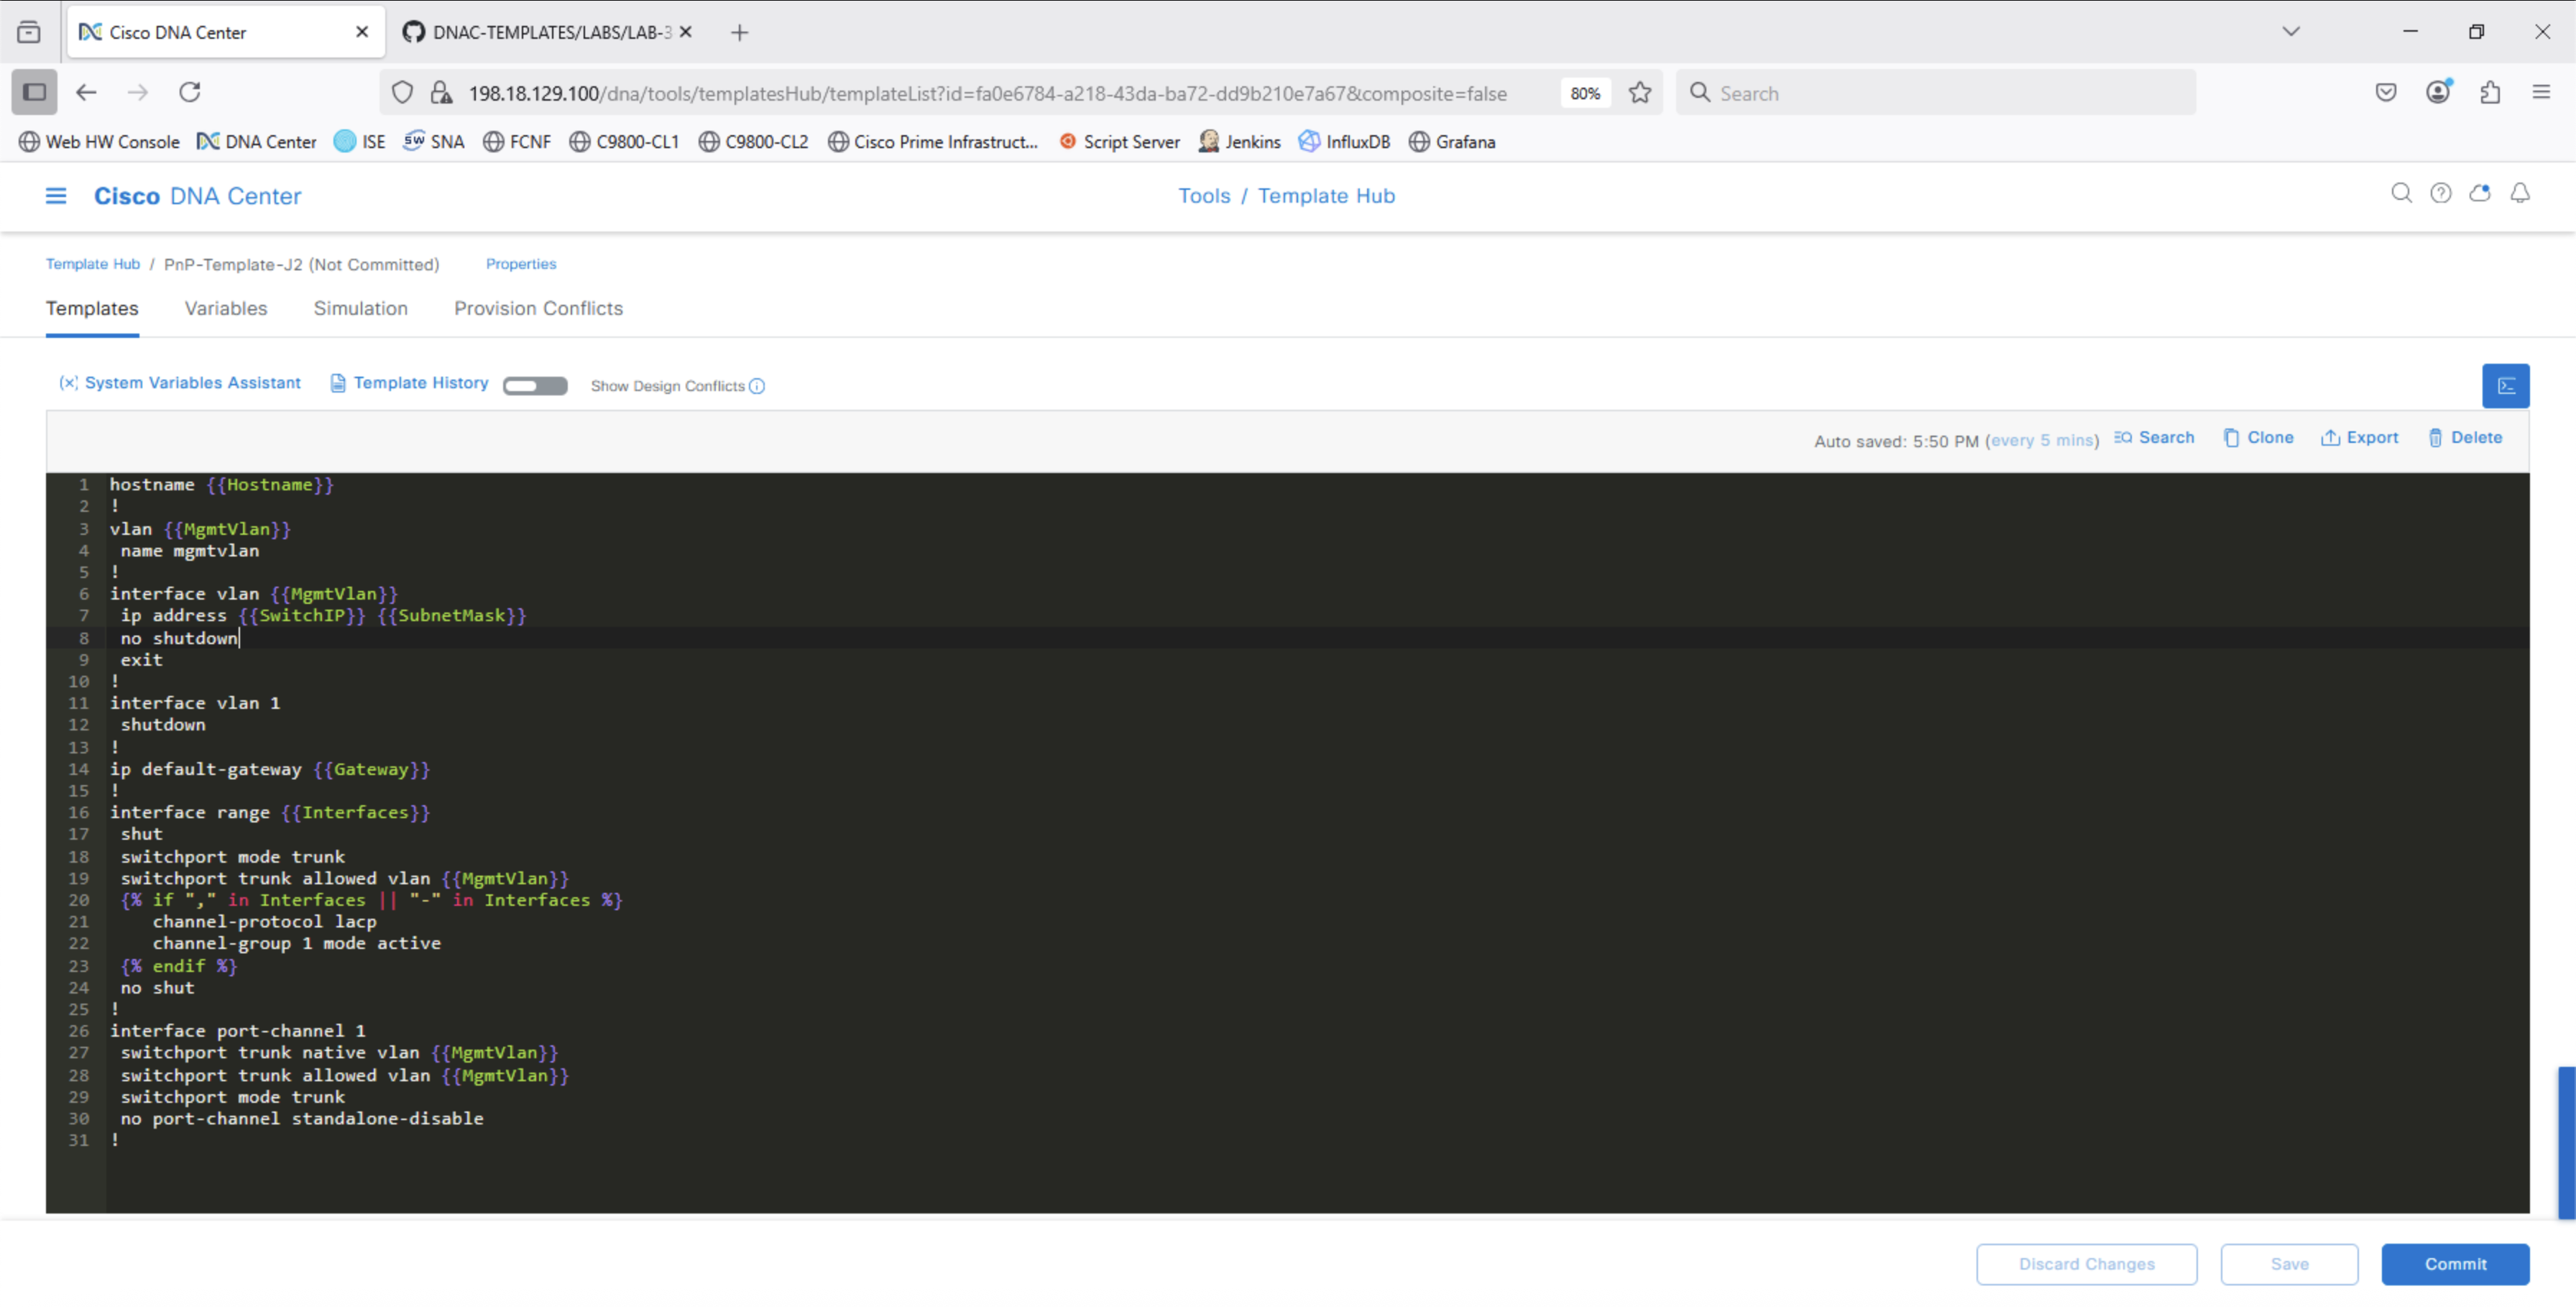 Cisco DNA Center
DNAC-TEMPLATES/LABS/LAB-3
198.18.129.100/dna/tools/templatesHub/templateList?id=fa0e6784-a218-43da-ba72-dd9b210e7a67&composite=false
80%
Search
Web HW Console DNA Center ISE SNA FCNF C9800-CL1 C9800-CL2 Cisco Prime Infrastruct... Script Server Jenkins InfluxDB Grafana
Cisco DNA Center
Tools / Template Hub
Template Hub / PnP-Template-J2 (Not Committed) Properties
Templates Variables Simulation Provision Conflicts
(x) System Variables Assistant Template History Show Design Conflicts
Auto saved: 5:50 PM (every 5 mins) Search Clone Export Delete
1 hostname {{Hostname}}
2 !
3 vlan {{MgmtVlan}}
4 name mgmtvlan
5 !
6 interface vlan {{MgmtVlan}}
7 ip address {{SwitchIP}} {{SubnetMask}}
8 no shutdown
9 exit
10 !
11 interface vlan 1
12 shutdown
13 !
14 ip default-gateway {{Gateway}}
15 !
16 interface range {{Interfaces}}
17 shut
18 switchport mode trunk
19 switchport trunk allowed vlan {{MgmtVlan}}
20 {% if "," in Interfaces || "-" in Interfaces %}
21 channel-protocol lacp
22 channel-group 1 mode active
23 {% endif %}
24 no shut
25 !
26 interface port-channel 1
27 switchport trunk native vlan {{MgmtVlan}}
28 switchport trunk allowed vlan {{MgmtVlan}}
29 switchport mode trunk
30 no port-channel standalone-disable
31 !
Discard Changes Save Commit